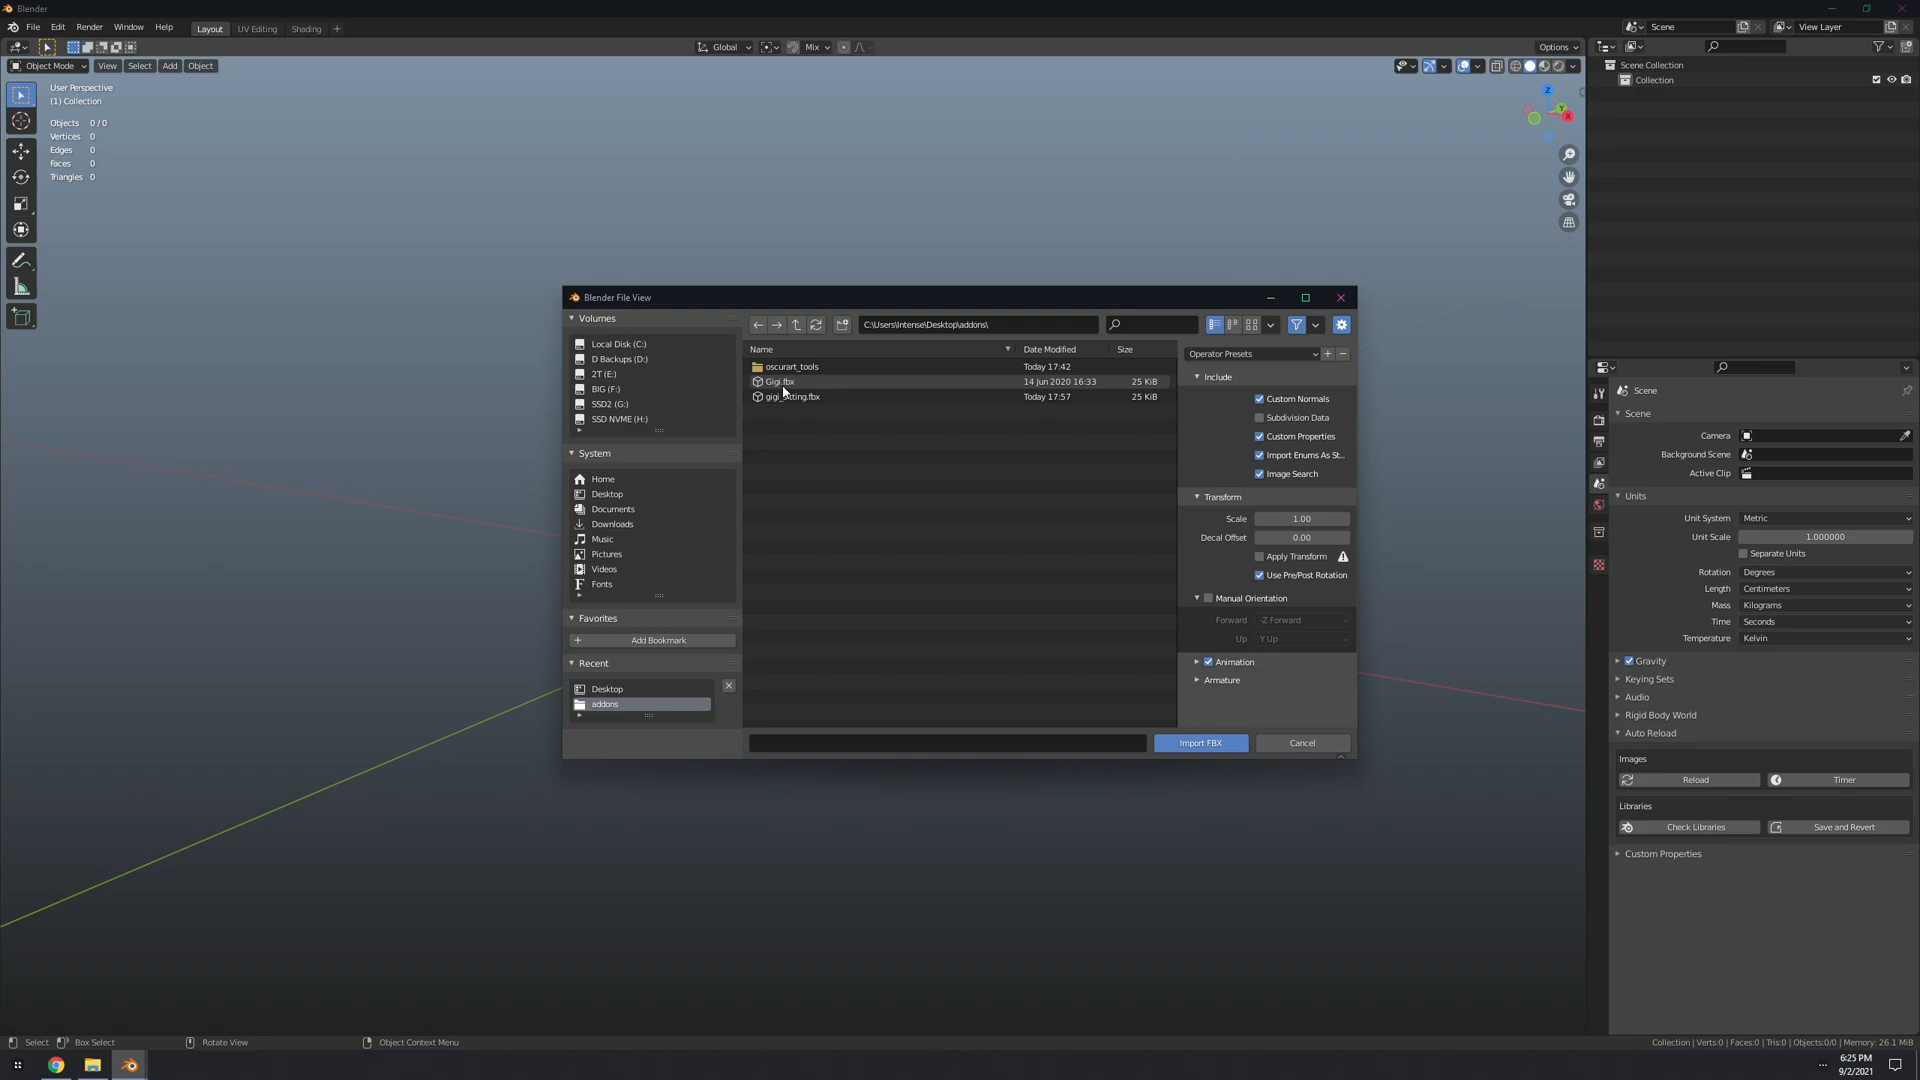 Blender
File Edit Render Window Help Layout UV Editing Shading + Scene View Layer
Global Mix Options
Object Mode View Select Add Object
User Perspective
(1) Collection
Objects 0 / 0
Vertices 0
Edges 0
Faces 0
Triangles 0
Z
Y
X
Scene Collection
Collection
Blender File View
Volumes
Local Disk (C:)
D Backups (D:)
2T (E:)
BIG (F:)
SSD2 (G:)
SSD NVME (H:)
System
Home
Desktop
Documents
Downloads
Music
Pictures
Videos
Fonts
Favorites
Add Bookmark
Recent
Desktop
addons
C:\Users\Intense\Desktop\addons\
Name Date Modified Size
oscurart_tools Today 17:42
Gigi.fbx 14 Jun 2020 16:33 25 KiB
Today 17:57 25 KiB
Operator Presets
Include
Custom Normals
Subdivision Data
Custom Properties
Import Enums As St...
Image Search
Transform
Scale 1.00
Decal Offset 0.00
Apply Transform
Use Pre/Post Rotation
Manual Orientation
Forward -Z Forward
Up Y Up
Animation
Armature
Import FBX Cancel
Scene
Scene
Camera
Background Scene
Active Clip
Units
Unit System Metric
Unit Scale 1.000000
Separate Units
Rotation Degrees
Length Centimeters
Mass Kilograms
Time Seconds
Temperature Kelvin
Gravity
Keying Sets
Audio
Rigid Body World
Auto Reload
Images
Reload Timer
Libraries
Check Libraries Save and Revert
Custom Properties
Select Box Select Rotate View Object Context Menu
Collection | Verts:0 | Faces:0 | Tris:0 | Objects:0/0 | Memory: 26.1 MiB
6:25 PM
9/2/2021